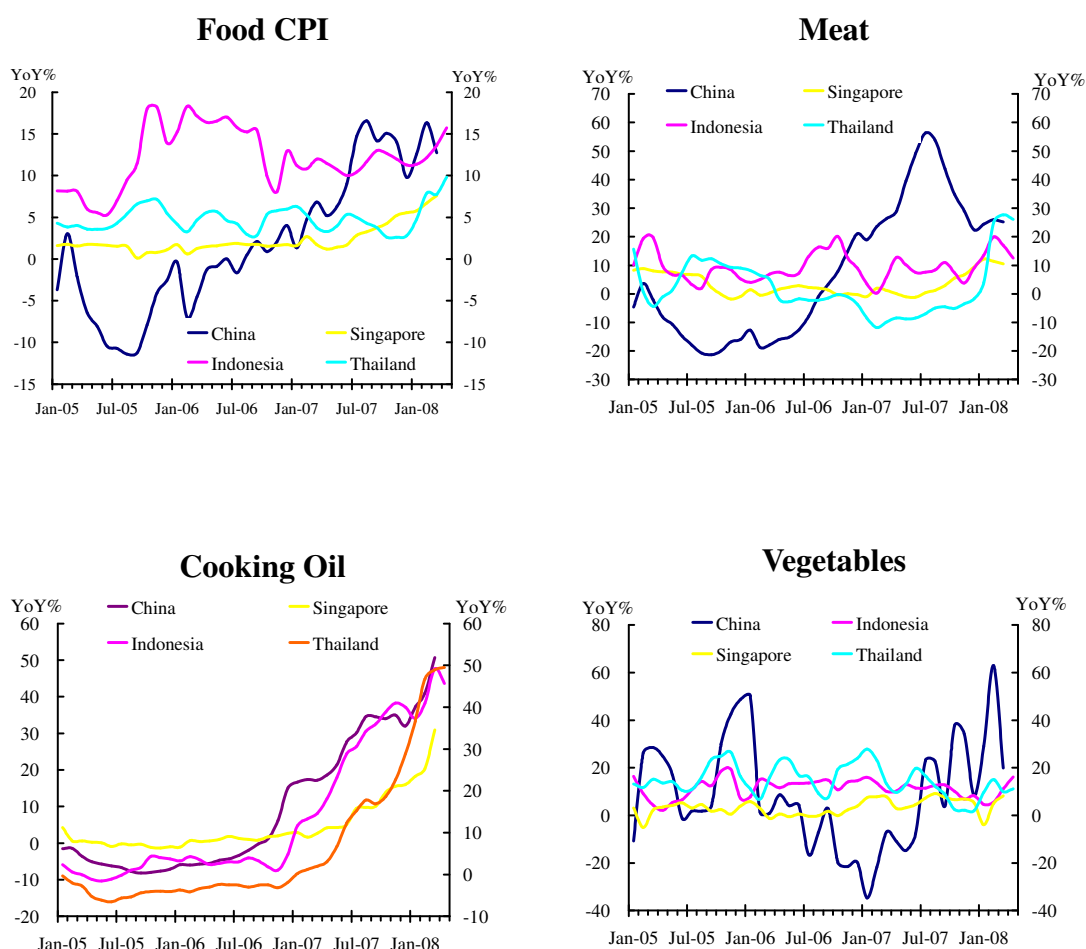 Food CPI
YoY%
YoY%
20
15
10
5
0
-5
-10
-15
20
15
10
5
0
-5
-10
-15
China
Singapore
Indonesia
Thailand
Jan-05 Jul-05 Jan-06 Jul-06 Jan-07 Jul-07 Jan-08
Meat
YoY%
YoY%
70
60
50
40
30
20
10
0
-10
-20
-30
70
60
50
40
30
20
10
0
-10
-20
-30
China
Singapore
Indonesia
Thailand
Jan-05 Jul-05 Jan-06 Jul-06 Jan-07 Jul-07 Jan-08
Cooking Oil
YoY%
YoY%
60
50
40
30
20
10
0
-10
-20
60
50
40
30
20
10
0
-10
China
Singapore
Indonesia
Thailand
Jan-05 Jul-05 Jan-06 Jul-06 Jan-07 Jul-07 Jan-08
Vegetables
YoY%
YoY%
80
60
40
20
0
-20
-40
80
60
40
20
0
-20
-40
China
Indonesia
Singapore
Thailand
Jan-05 Jul-05 Jan-06 Jul-06 Jan-07 Jul-07 Jan-08